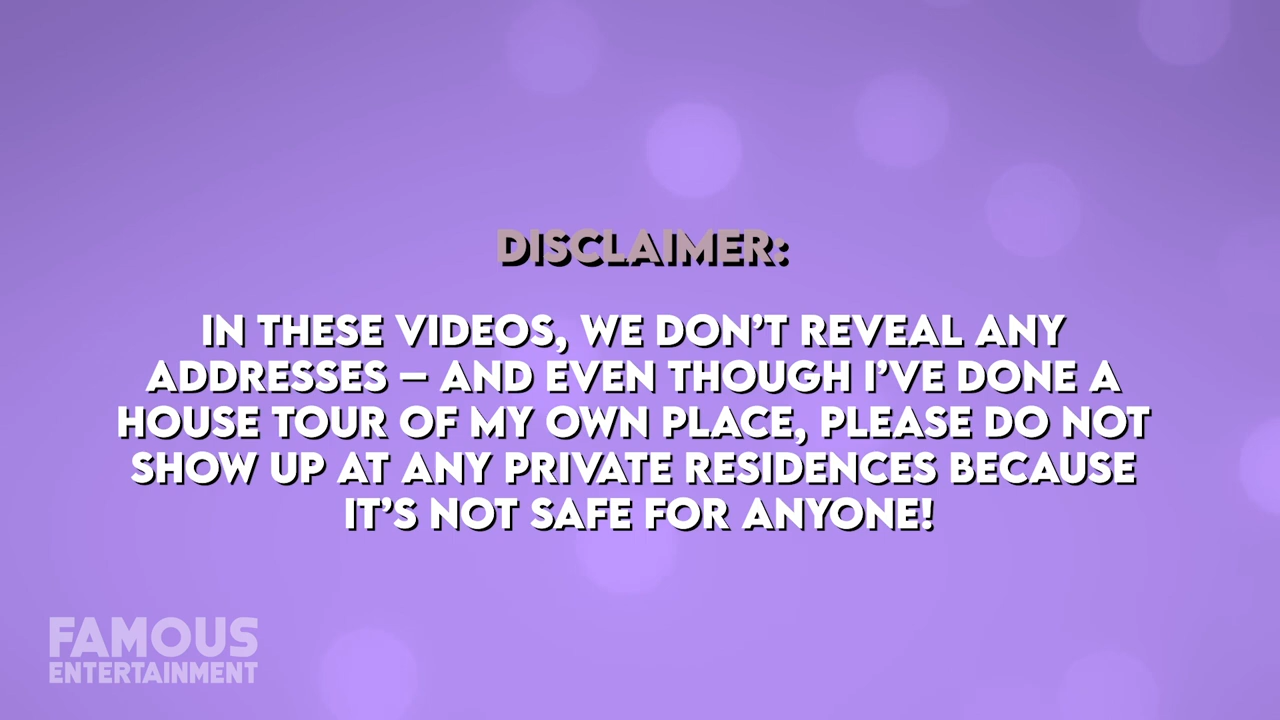 DISCLAIMER:
IN THESE VIDEOS, WE DON'T REVEAL ANY
ADDRESSES – AND EVEN THOUGH I'VE DONE A
HOUSE TOUR OF MY OWN PLACE, PLEASE DO NOT
SHOW UP AT ANY PRIVATE RESIDENCES BECAUSE
IT'S NOT SAFE FOR ANYONE!
FAMOUS
ENTERTAINMENT